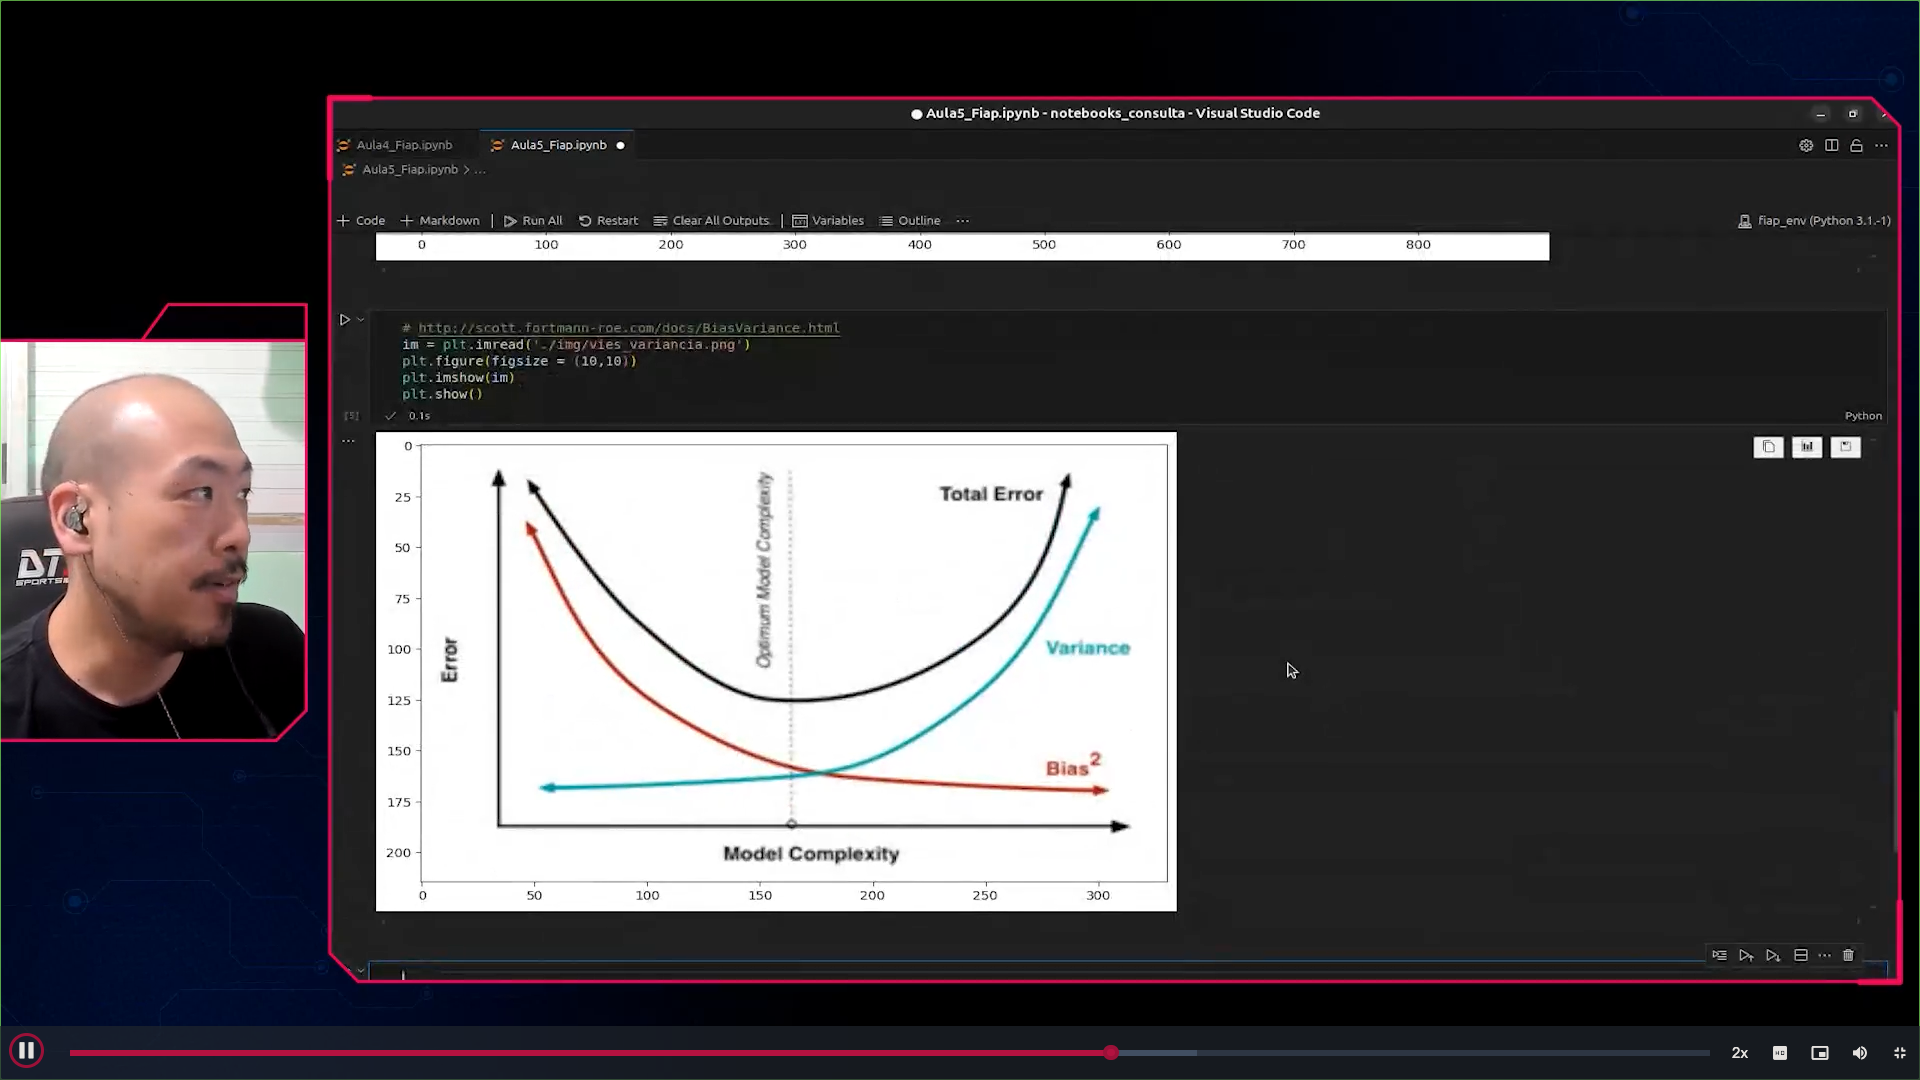 Aula5_Fiap.ipynb - notebooks_consulta - Visual Studio Code
Aula4_Fiap.ipynb
Aula5_Fiap.ipynb
Aula5_Fiap.ipynb > ...
+ Code + Markdown | Run All Restart Clear All Outputs | Variables Outline ...
fiap_env (Python 3.1.-1)
0 100 200 300 400 500 600 700 800
# http://scott.fortmann-roe.com/docs/BiasVariance.html
im = plt.imread('./img/vies_variancia.png')
plt.figure(figsize = (10,10))
plt.imshow(im)
plt.show()
[5]
0.1s
Python
0
25
50
75
100
125
150
175
200
Error
Optimum Model Complexity
Total Error
Variance
Bias2
Model Complexity
0 50 100 150 200 250 300
DT
SPORTS
2x
HD